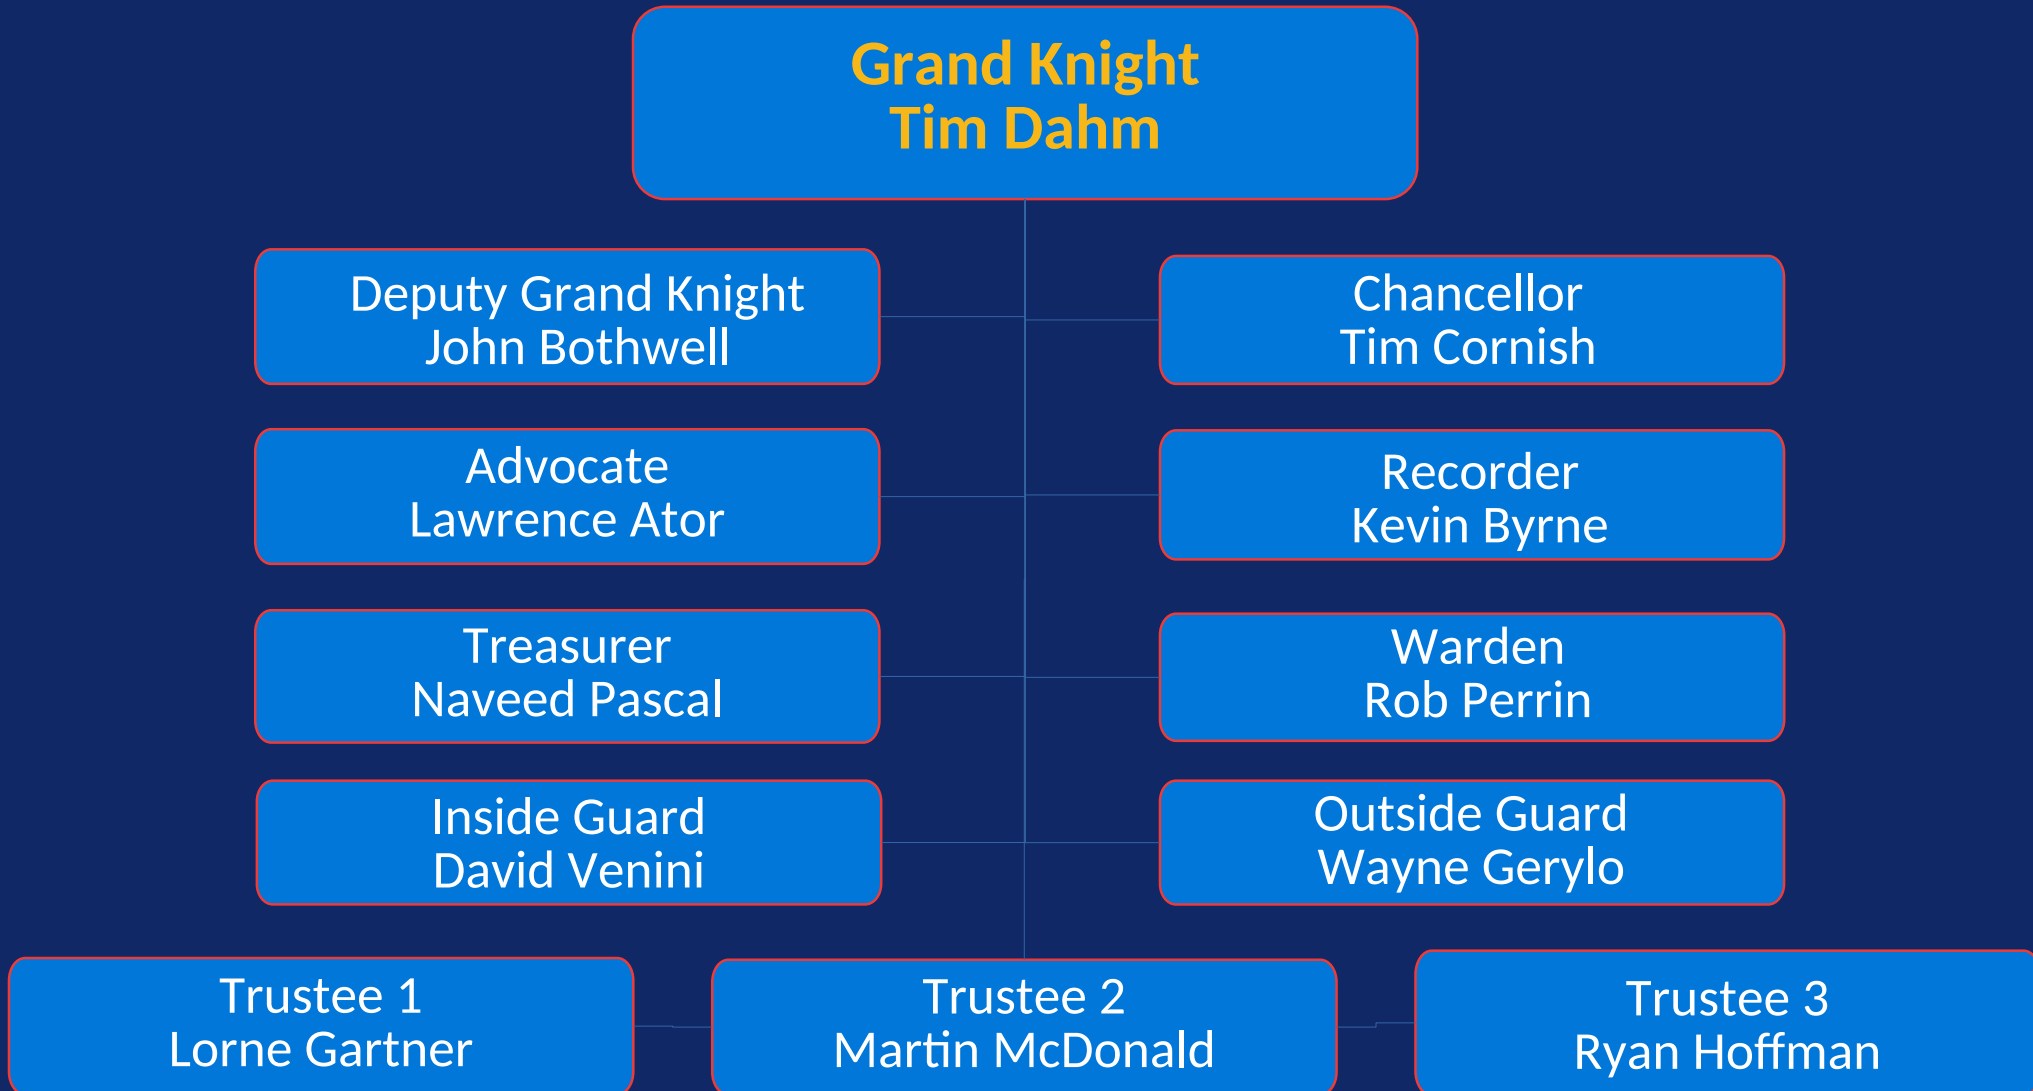 Grand Knight
Tim Dahm
Deputy Grand Knight
John Bothwell
Chancellor
Tim Cornish
Advocate
Lawrence Ator
Recorder
Kevin Byrne
Treasurer
Naveed Pascal
Warden
Rob Perrin
Inside Guard
David Venini
Outside Guard
Wayne Gerylo
Trustee 1
Lorne Gartner
Trustee 2
Martin McDonald
Trustee 3
Ryan Hoffman